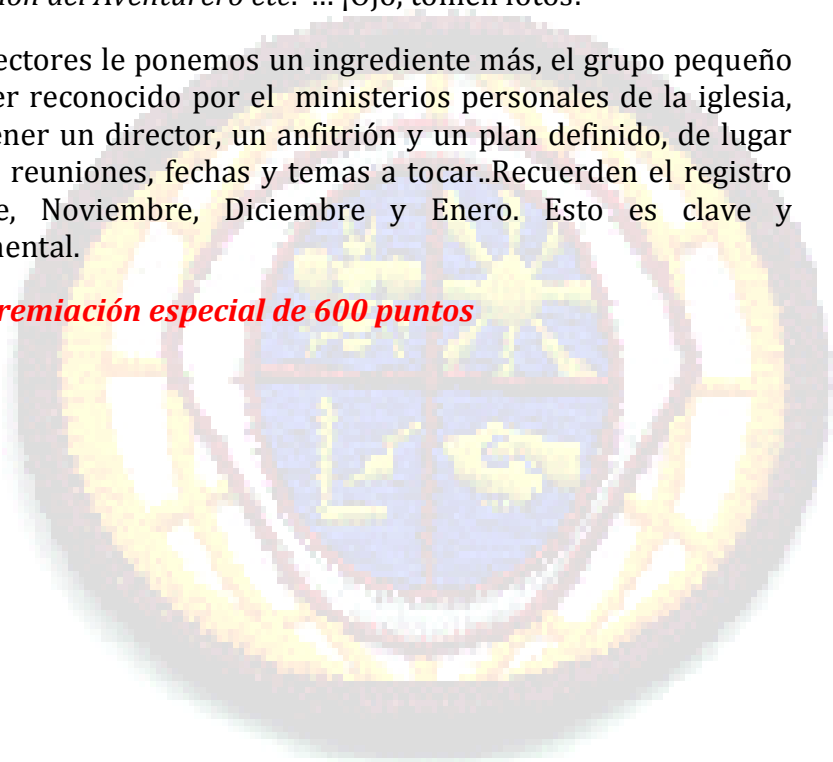 del Aventurero etc. … ¡Ojo, tomen fotos!
ectores le ponemos un ingrediente más, el grupo pequeño
er reconocido por el ministerios personales de la iglesia,
ener un director, un anfitrión y un plan definido, de lugar
reuniones, fechas y temas a tocar..Recuerden el registro
e, Noviembre, Diciembre y Enero. Esto es clave y
mental.
remiación especial de 600 puntos